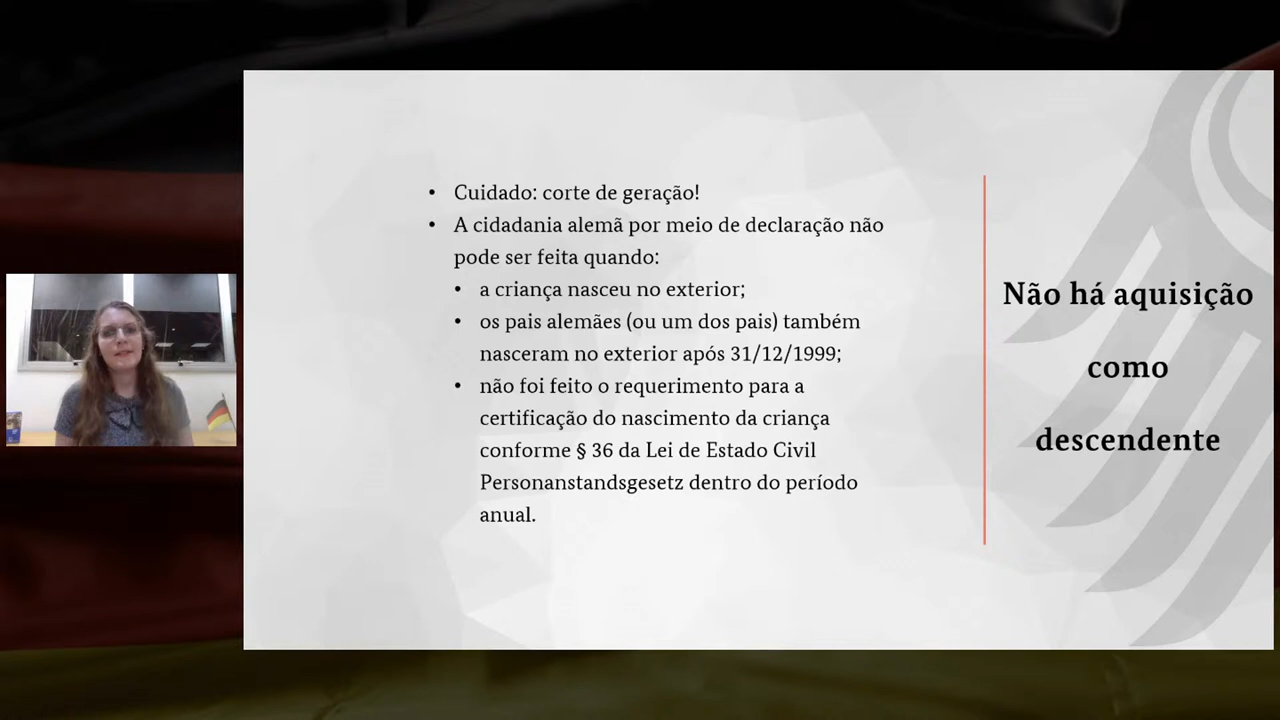 Cuidado: corte de geração!
A cidadania alemã por meio de declaração não
pode ser feita quando:
a criança nasceu no exterior;
os pais alemães (ou um dos pais) também
nasceram no exterior após 31/12/1999;
não foi feito o requerimento para a
certificação do nascimento da criança
conforme § 36 da Lei de Estado Civil
Personanstandsgesetz dentro do período
anual.
Não há aquisição
como
descendente